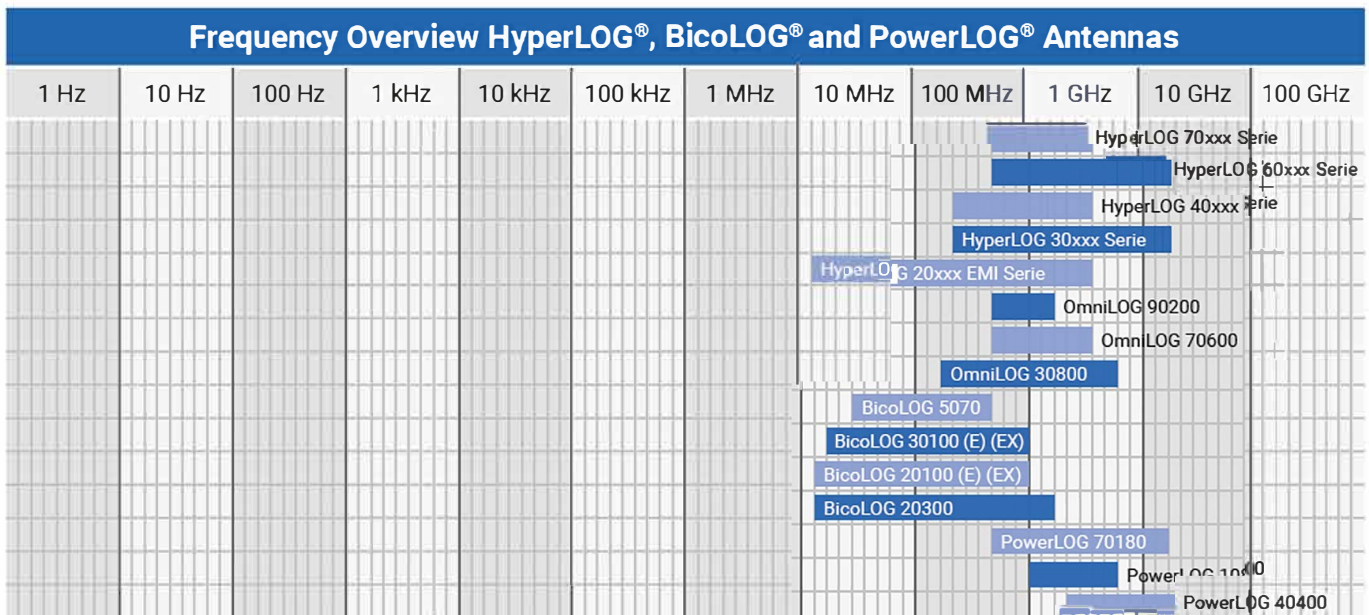 Frequency Overview HyperLOG®, BicoLOG® and PowerLOG® Antennas
1 Hz 10 Hz 100 Hz 1 kHz 10 kHz 100 kHz 1 MHz 10 MHz 100 MHz 1 GHz 10 GHz 100 GHz
HyperLOG 70xxx Serie
HyperLOG 60xxx Serie
HyperLOG 40xxx Serie
HyperLOG 30xxx Serie
HyperLOG 20xxx EMI Serie
OmniLOG 90200
OmniLOG 70600
OmniLOG 30800
BicoLOG 5070
BicoLOG 30100 (E) (EX)
BicoLOG 20100 (E) (EX)
BicoLOG 20300
PowerLOG 70180
PowerLOG
PowerLOG 40400